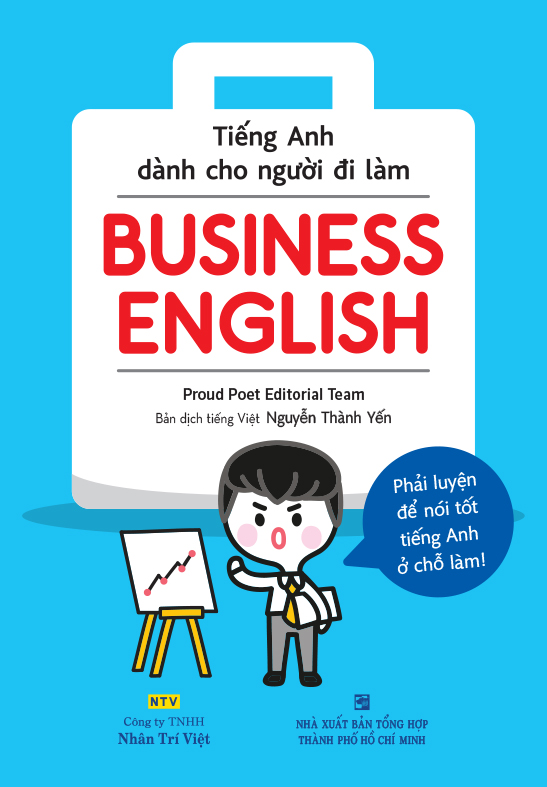 Tiếng Anh
dành cho người đi làm
BUSINESS
ENGLISH
Proud Poet Editorial Team
Bản dịch tiếng Việt Nguyễn Thành Yến
Phải luyện
để nói tốt
tiếng Anh
ở chỗ làm!
NTV
Công ty TNHH
Nhân Trí Việt
NHÀ XUẤT BẢN TỔNG HỢP
THÀNH PHỐ HỒ CHÍ MINH